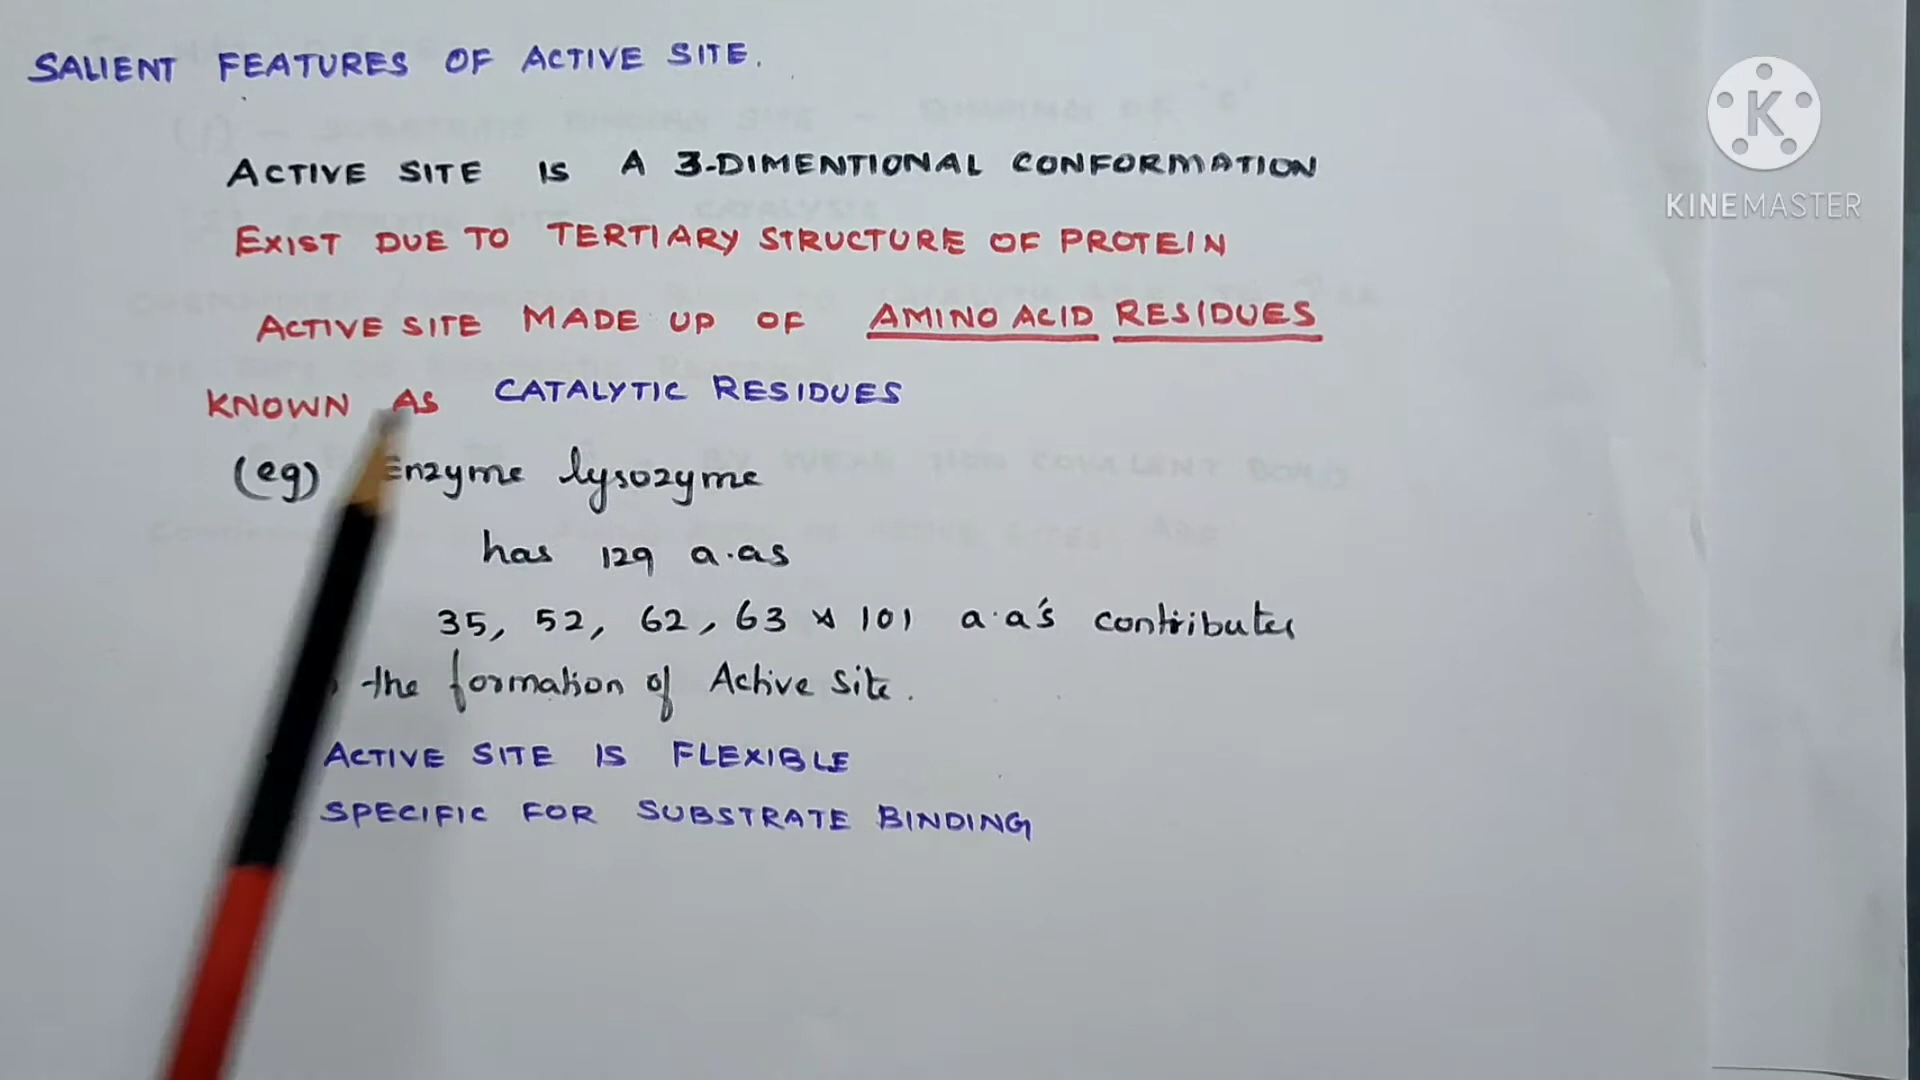 SALIENT FEATURES OF ACTIVE SITE.
ACTIVE SITE IS A 3-DIMENTIONAL CONFORMATION
EXIST DUE TO TERTIARY STRUCTURE OF PROTEIN
ACTIVE SITE MADE UP OF AMINO ACID RESIDUES
KNOWN AS CATALYTIC RESIDUES
(eg) Enzyme lysozyme
has 129 a.as
35, 52, 62, 63 & 101 a.a's contributes
the formation of Active site.
ACTIVE SITE IS FLEXIBLE
SPECIFIC FOR SUBSTRATE BINDING
K
KINEMASTER